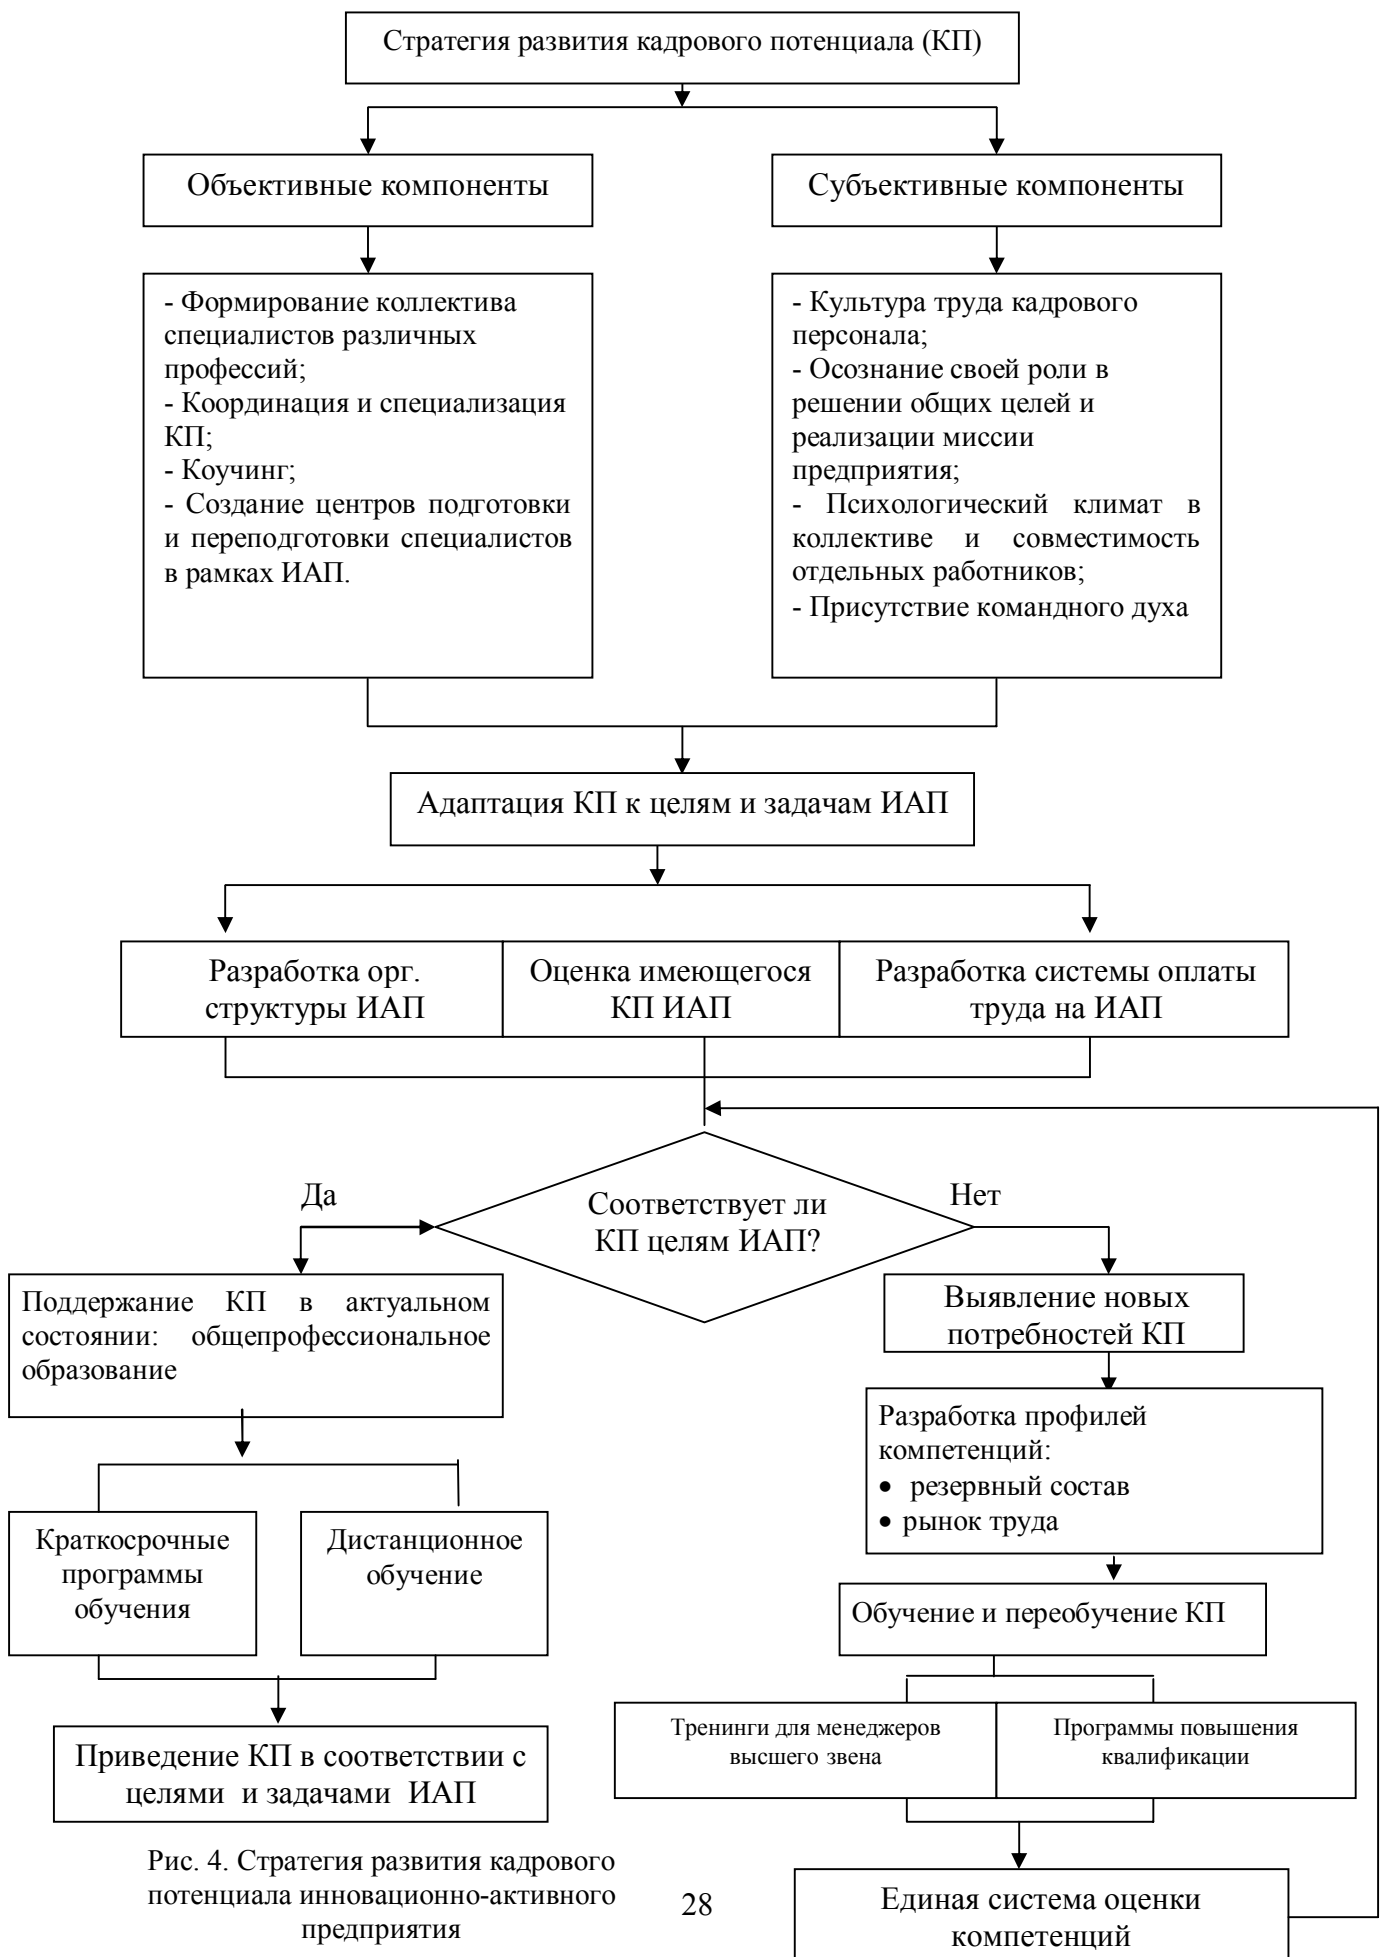 Стратегия развития кадрового потенциала (КП)
Объективные компоненты
Субъективные компоненты
- Формирование коллектива
специалистов различных
профессий;
- Координация и специализация
КП;
- Коучинг;
- Создание центров подготовки
и переподготовки специалистов
в рамках ИАП.
- Культура труда кадрового
персонала;
- Осознание своей роли в
решении общих целей и
реализации миссии
предприятия;
- Психологический климат в
коллективе и совместимость
отдельных работников;
- Присутствие командного духа
Адаптация КП к целям и задачам ИАП
Разработка орг.
структуры ИАП
Оценка имеющегося
КП ИАП
Разработка системы оплаты
труда на ИАП
Соответствует ли
КП целям ИАП?
Да
Нет
Поддержание КП в актуальном
состоянии: общепрофессиональное
образование
Краткосрочные
программы
обучения
Дистанционное
обучение
Приведение КП в соответствии с
целями и задачами ИАП
Выявление новых
потребностей КП
Разработка профилей
компетенций:
• резервный состав
• рынок труда
Обучение и переобучение КП
Тренинги для менеджеров
высшего звена
Программы повышения
квалификации
Единая система оценки
компетенций
Рис. 4. Стратегия развития кадрового
потенциала инновационно-активного
предприятия
28